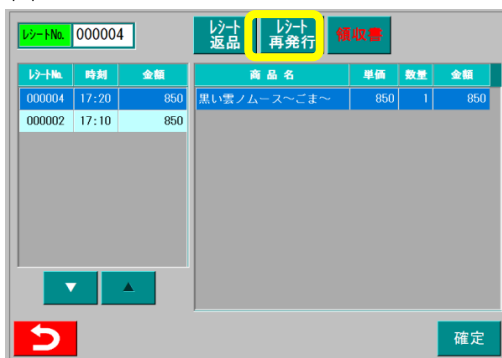 レシートNo. 000004
レシート返品
レシート再発行
領収書
レシートNo. 時刻 金額
000004 17:20 850
000002 17:10 850
商品名 単価 数量 金額
黒い雲ノムース～ごま～ 850 1 850
▼ ▲
確定